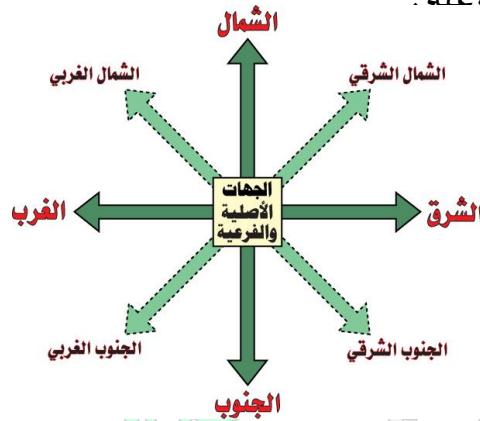 الشمال
الشمال الشرقي
الشمال الغربي
الجهات
الأصلية
والفرعية
الشرق
الغرب
الجنوب الشرقي
الجنوب الغربي
الجنوب